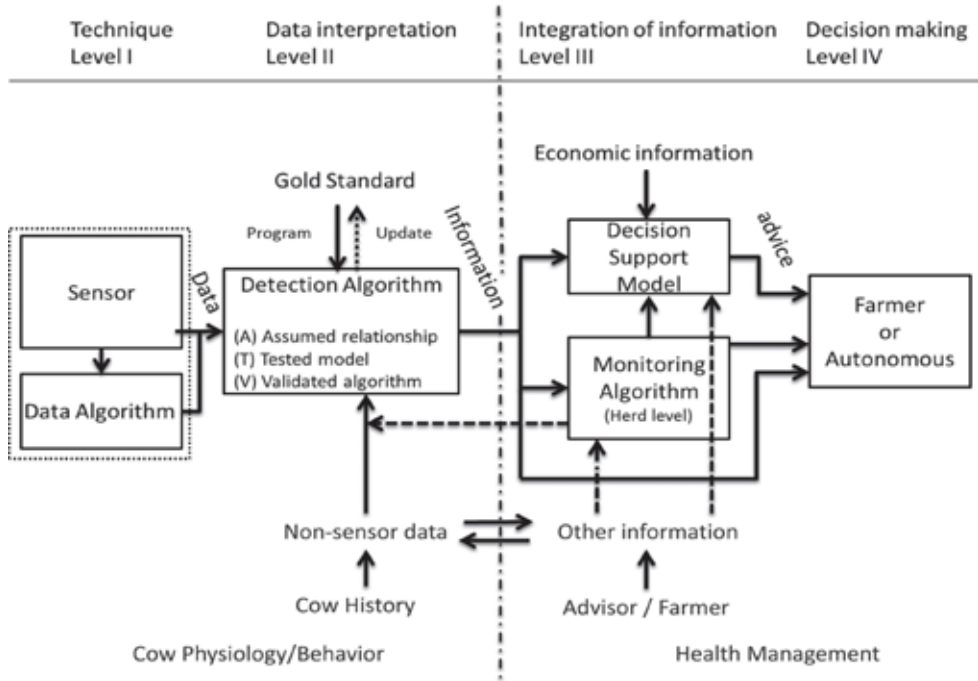 Technique
Level I
Data interpretation
Level II
Integration of information
Level III
Decision making
Level IV
Economic information
Gold Standard
Program
Update
Information
Decision
Support
Model
advice
Sensor
Data
Detection Algorithm
(A) Assumed relationship
(T) Tested model
(V) Validated algorithm
Farmer
or
Autonomous
Monitoring
Algorithm
(Herd level)
Data Algorithm
Non-sensor data
Other information
Cow History
Advisor / Farmer
Cow Physiology/Behavior
Health Management